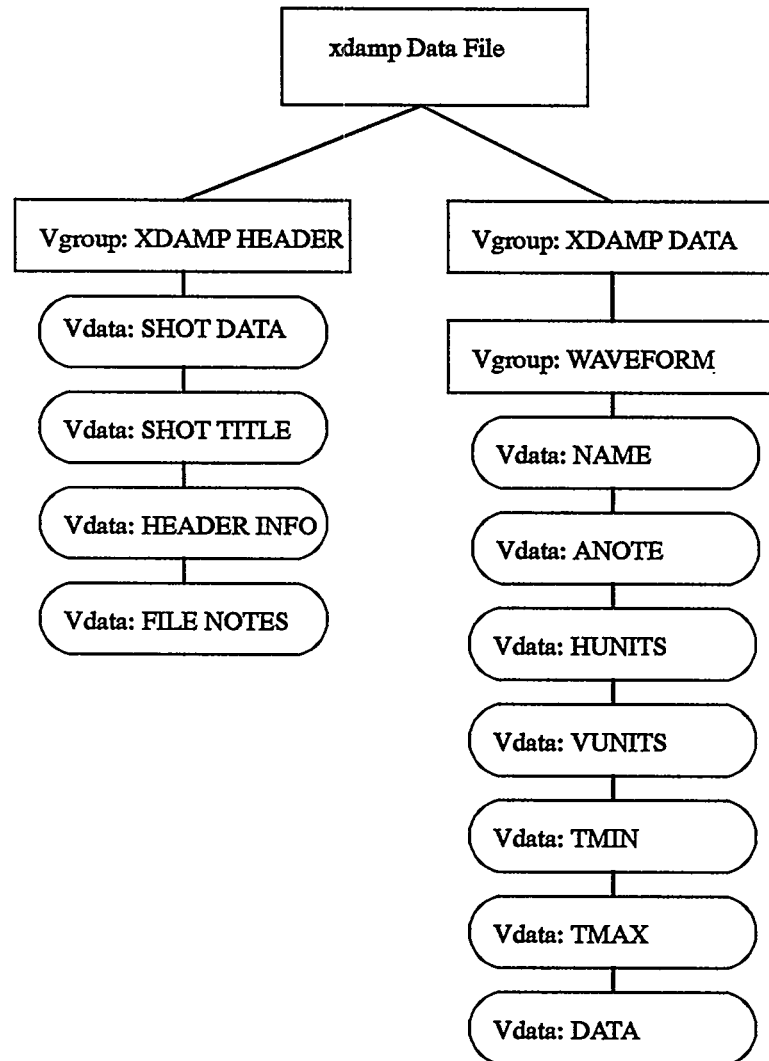 xdamp Data File
Vgroup: XDAMP HEADER
Vdata: SHOT DATA
Vdata: SHOT TITLE
Vdata: HEADER INFO
Vdata: FILE NOTES
Vgroup: XDAMP DATA
Vgroup: WAVEFORM
Vdata: NAME
Vdata: ANOTE
Vdata: HUNITS
Vdata: VUNITS
Vdata: TMIN
Vdata: TMAX
Vdata: DATA